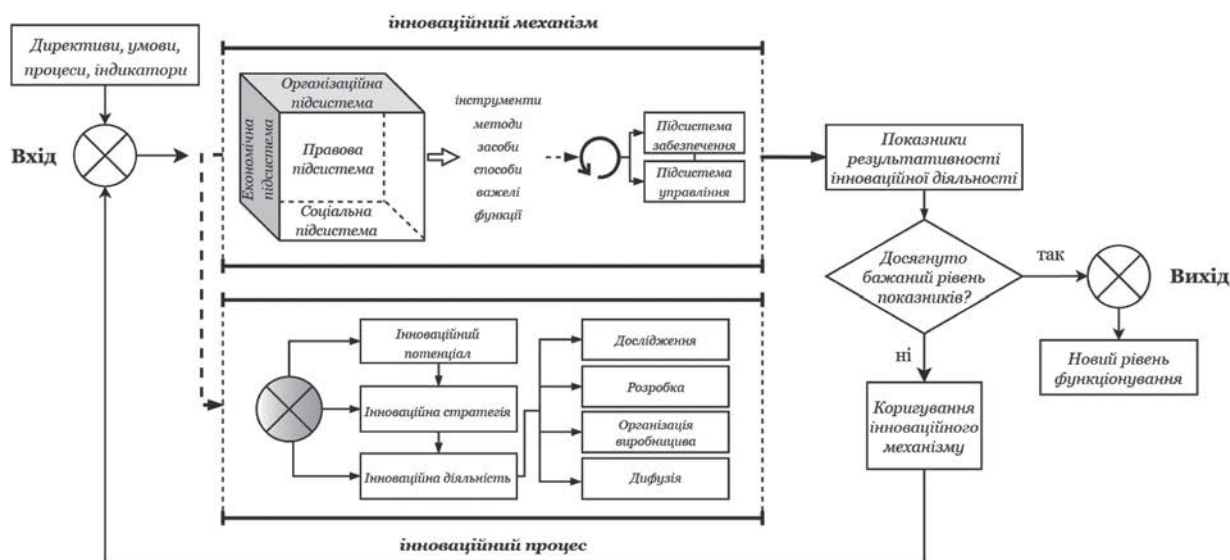 інноваційний механізм
Директиви, умови,
процеси, індикатори
Вхід
Організаційна
підсистема
Економічна
підсистема
Правова
підсистема
Соціальна
підсистема
інструменти
методи
засоби
способи
важелі
функції
Підсистема
забезпечення
Підсистема
управління
Показники
результативності
інноваційної діяльності
Досягнуто
бажаний рівень
показників?
так
Вихід
Новий рівень
функціонування
ні
Коригування
інноваційного
механізму
Інноваційний
потенціал
Інноваційна стратегія
Інноваційна діяльність
Дослідження
Розробка
Організація
виробницива
Дифузія
інноваційний процес